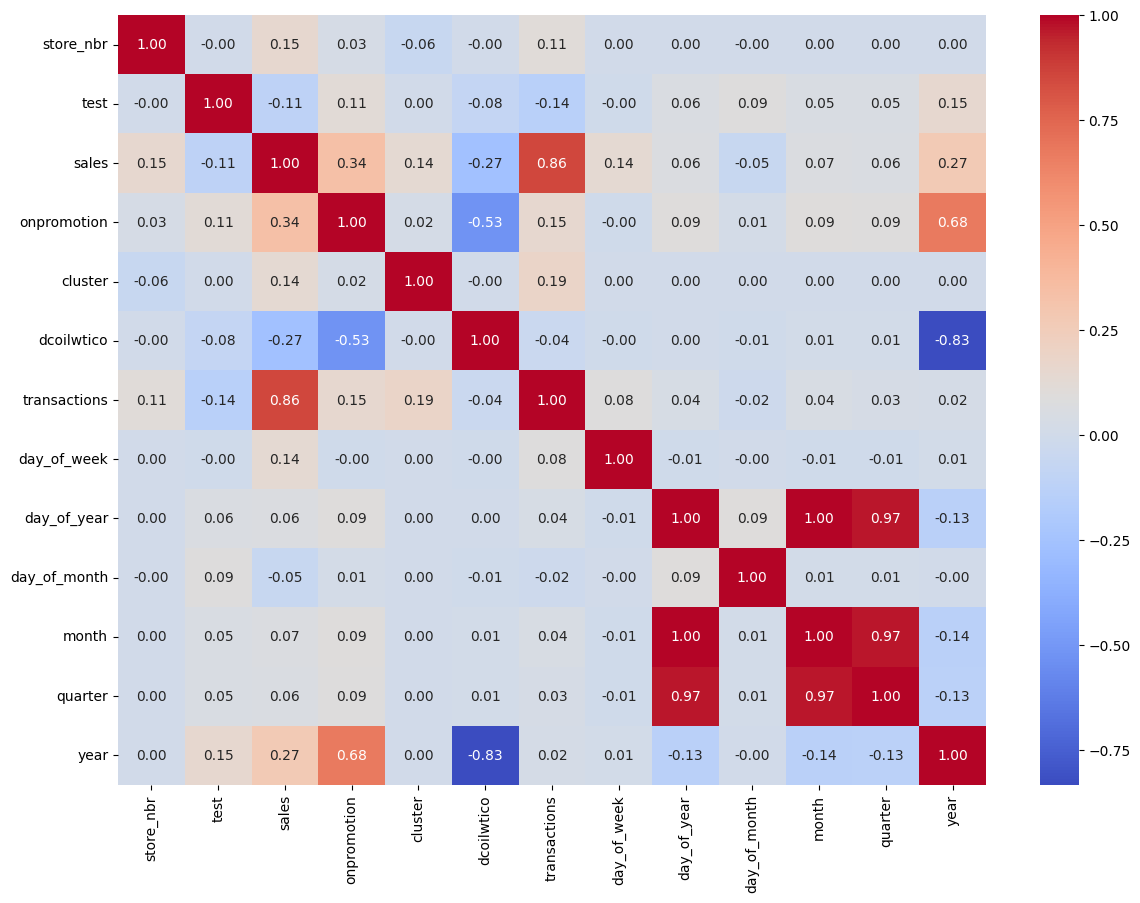 store_nbr 1.00 -0.00 0.15 0.03 -0.06 -0.00 0.11 0.00 0.00 -0.00 0.00 0.00 0.00
test -0.00 1.00 -0.11 0.11 0.00 -0.08 -0.14 -0.00 0.06 0.09 0.05 0.05 0.15
sales 0.15 -0.11 1.00 0.34 0.14 -0.27 0.86 0.14 0.06 -0.05 0.07 0.06 0.27
onpromotion 0.03 0.11 0.34 1.00 0.02 -0.53 0.15 -0.00 0.09 0.01 0.09 0.09 0.68
cluster -0.06 0.00 0.14 0.02 1.00 -0.00 0.19 0.00 0.00 0.00 0.00 0.00 0.00
dcoilwtico -0.00 -0.08 -0.27 -0.53 -0.00 1.00 -0.04 -0.00 0.00 -0.01 0.01 0.01 -0.83
transactions 0.11 -0.14 0.86 0.15 0.19 -0.04 1.00 0.08 0.04 -0.02 0.04 0.03 0.02
day_of_week 0.00 -0.00 0.14 -0.00 0.00 -0.00 0.08 1.00 -0.01 -0.00 -0.01 -0.01 0.01
day_of_year 0.00 0.06 0.06 0.09 0.00 0.00 0.04 -0.01 1.00 0.09 1.00 0.97 -0.13
day_of_month -0.00 0.09 -0.05 0.01 0.00 -0.01 -0.02 -0.00 0.09 1.00 0.01 0.01 -0.00
month 0.00 0.05 0.07 0.09 0.00 0.01 0.04 -0.01 1.00 0.01 1.00 0.97 -0.14
quarter 0.00 0.05 0.06 0.09 0.00 0.01 0.03 -0.01 0.97 0.01 0.97 1.00 -0.13
year 0.00 0.15 0.27 0.68 0.00 -0.83 0.02 0.01 -0.13 -0.00 -0.14 -0.13 1.00
store_nbr test sales onpromotion cluster dcoilwtico transactions day_of_week day_of_year day_of_month month quarter year
1.00
0.75
0.50
0.25
0.00
−0.25
−0.50
−0.75